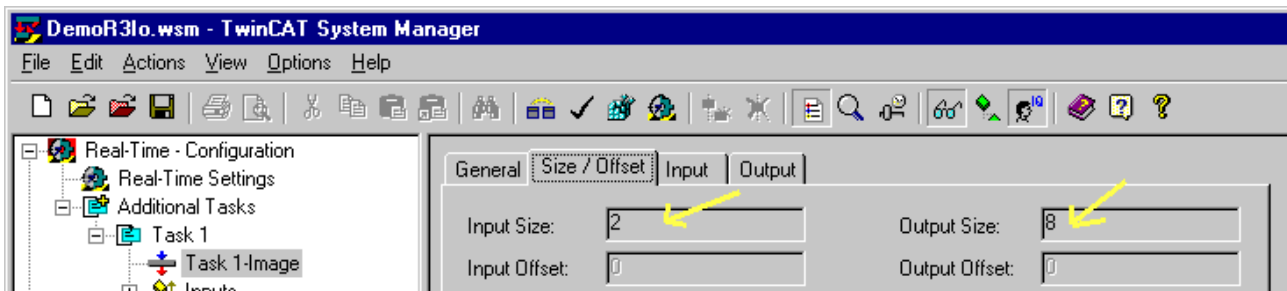 DemoR3Io.wsm - TwinCAT System Manager
File Edit Actions View Options Help
Real-Time - Configuration
Real-Time Settings
Additional Tasks
Task 1
Task 1-Image
Inputs
General Size / Offset Input Output
Input Size: 2 Output Size: 8
Input Offset: 0 Output Offset: 0